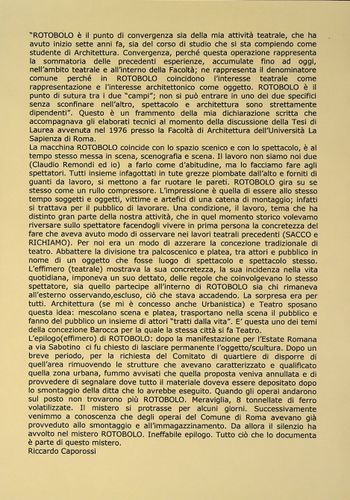 "ROTOBOLO è il punto di convergenza sia della mia attività teatrale, che ha
avuto inizio sette anni fa, sia del corso di studio che si sta compiendo come
studente di Architettura. Convergenza, perché questa operazione rappresenta
la sommatoria delle precedenti esperienze, accumulate fino ad oggi,
nell'ambito teatrale e all'interno della Facoltà; ne rappresenta il denominatore
comune perché in ROTOBOLO coincidono l'interesse teatrale come
rappresentazione e l'interesse architettonico come oggetto. ROTOBOLO è il
punto di sutura tra i due "campi"; non si può entrare in uno dei due specifici
senza sconfinare nell'altro, spettacolo e architettura sono strettamente
dipendenti". Questo è un frammento della mia dichiarazione scritta che
accompagnava gli elaborati tecnici al momento della discussione della Tesi di
Laurea avvenuta nel 1976 presso la Facoltà di Architettura dell'Università La
Sapienza di Roma.
La macchina ROTOBOLO coincide con lo spazio scenico e con lo spettacolo, è al
tempo stesso messa in scena, scenografia e scena. Il lavoro non siamo noi due
(Claudio Remondi ed io) a farlo come d'abitudine, ma lo facciamo fare agli
spettatori. Tutti insieme infagottati in tute grezze piombate dall'alto e forniti di
guanti da lavoro, si mettono a far ruotare le pareti. ROTOBOLO gira su se
stesso come un rullo compressore. L'impressione è quella di essere allo stesso
tempo soggetti e oggetti, vittime e artefici di una catena di montaggio; infatti
si trattava per il pubblico di lavorare. Una condizione, il lavoro, tema che ha
distinto gran parte della nostra attività, che in quel momento storico volevamo
riversare sullo spettatore facendogli vivere in prima persona la concretezza del
fare che aveva avuto modo di osservare nei lavori teatrali precedenti (SACCO e
RICHIAMO). Per noi era un modo di azzerare la concezione tradizionale di
teatro. Abbattere la divisione tra palcoscenico e platea, tra attori e pubblico in
nome di un oggetto che fosse luogo di spettacolo e spettacolo stesso.
L'effimero (teatrale) mostrava la sua concretezza, la sua incidenza nella vita
quotidiana, imponeva un suo dettato, delle regole che coinvolgevano lo stesso
spettatore, sia quello partecipe all'interno di ROTOBOLO sia chi rimaneva
all'esterno osservando,escluso, ciò che stava accadendo. La sorpresa era per
tutti. Architettura (se mi è concesso anche Urbanistica) e Teatro sposano
questa idea: mescolano scena e platea, trasportano nella scena il pubblico e
fanno del pubblico un insieme di attori "tratti dalla vita". E' questa uno dei temi
della concezione Barocca per la quale la stessa città si fa Teatro.
L'epilogo(effimero) di ROTOBOLO: dopo la manifestazione per l'Estate Romana
a via Sabotino ci fu chiesto di lasciare permanente l'oggetto/scultura. Dopo un
breve periodo, per la richiesta del Comitato di quartiere di disporre di
quell'area rimuovendo le strutture che avevano caratterizzato e qualificato
quella zona urbana, fummo avvisati che quella proposta veniva annullata e di
provvedere di segnalare dove tutto il materiale doveva essere depositato dopo
lo smontaggio della ditta che lo avrebbe eseguito. Quando gli operai andarono
sul posto non trovarono più ROTOBOLO. Meraviglia, 8 tonnellate di ferro
volatilizzate. Il mistero si protrasse per alcuni giorni. Successivamente
venimmo a conoscenza che degli operai del Comune di Roma avevano già
provveduto allo smontaggio e all'immagazzinamento. Da allora il silenzio ha
avvolto nel mistero ROTOBOLO. Ineffabile epilogo. Tutto ciò che lo documenta
è parte di questo mistero.
Riccardo Caporossi